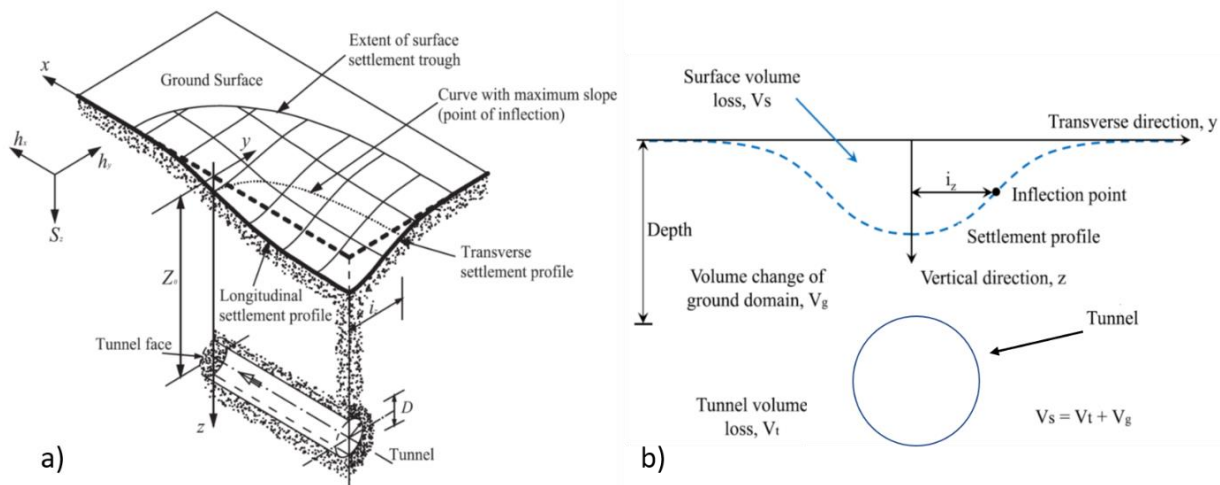 Extent of surface
settlement trough
x
Ground Surface
Curve with maximum slope
(point of inflection)
y
hx
hy
Sz
Transverse
settlement profile
Zo
Longitudinal
settlement profile
Tunnel face
D
z
Tunnel
a)
Surface volume
loss, Vs
Transverse direction, y
iz
Inflection point
Depth
Settlement profile
Volume change of
ground domain, Vg
Vertical direction, z
Tunnel
Tunnel volume
loss, Vt
Vs = Vt + Vg
b)